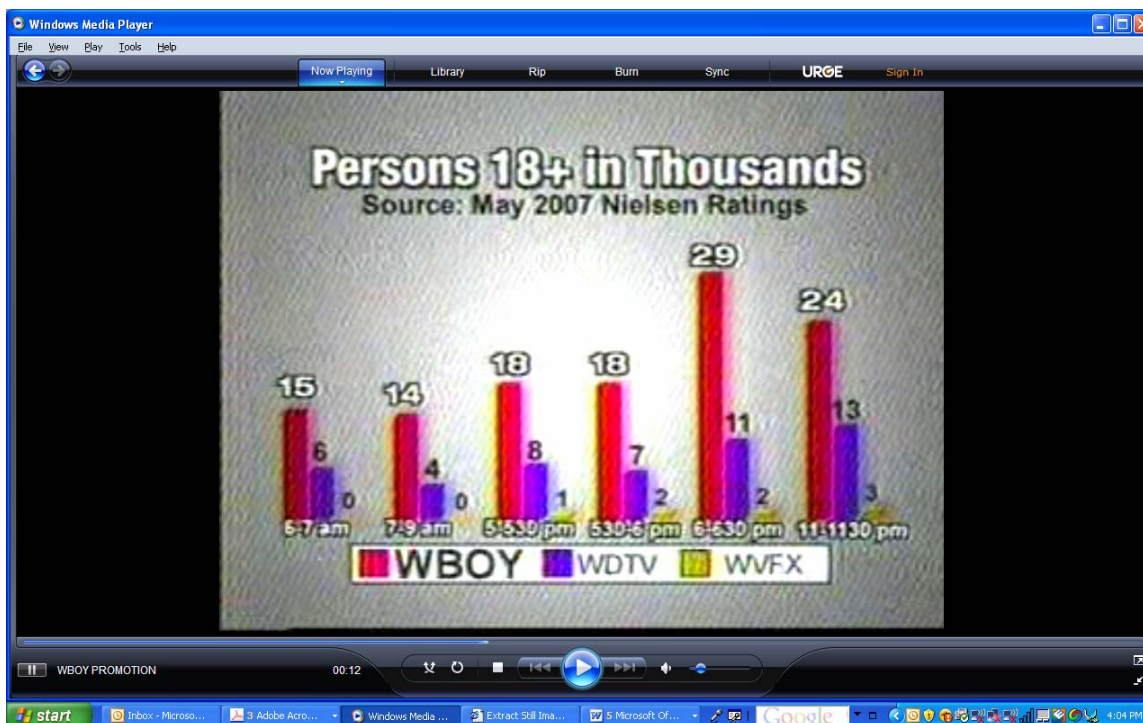 Windows Media Player
File View Play Tools Help
Now Playing Library Rip Burn Sync URGE Sign In
Persons 18+ in Thousands
Source: May 2007 Nielsen Ratings
15 6 0
14 4 0
18 8 1
18 7 2
29 11 2
24 13 3
6-7 am 7-9 am 5-530 pm 530-6 pm 6-630 pm 11-1130 pm
WBOY WDTV WVFX
WBOY PROMOTION 00:12
start Inbox - Microso... 3 Adobe Acro... Windows Media ... Extract Still Ima... 5 Microsoft Of... Google 4:04 PM